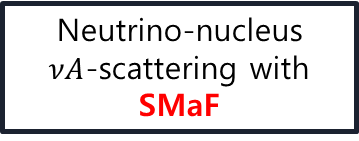 Neutrino-nucleus
𝜈𝐴-scattering with
SMaF